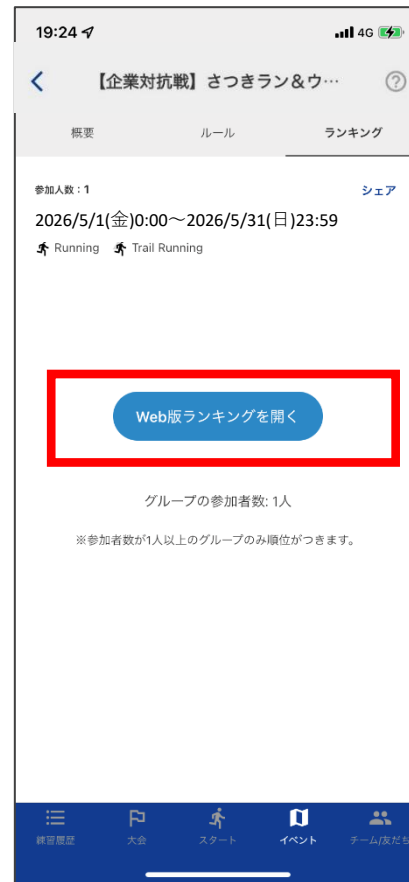 19:24 4G
【企業対抗戦】さつきラン＆ウ… ?
概要 ルール ランキング
参加人数：1 シェア
2026/5/1(金)0:00～2026/5/31(日)23:59
Running Trail Running
Web版ランキングを開く
グループの参加者数: 1人
※参加者数が1人以上のグループのみ順位がつきます。
練習履歴 大会 スタート イベント チーム/友だち